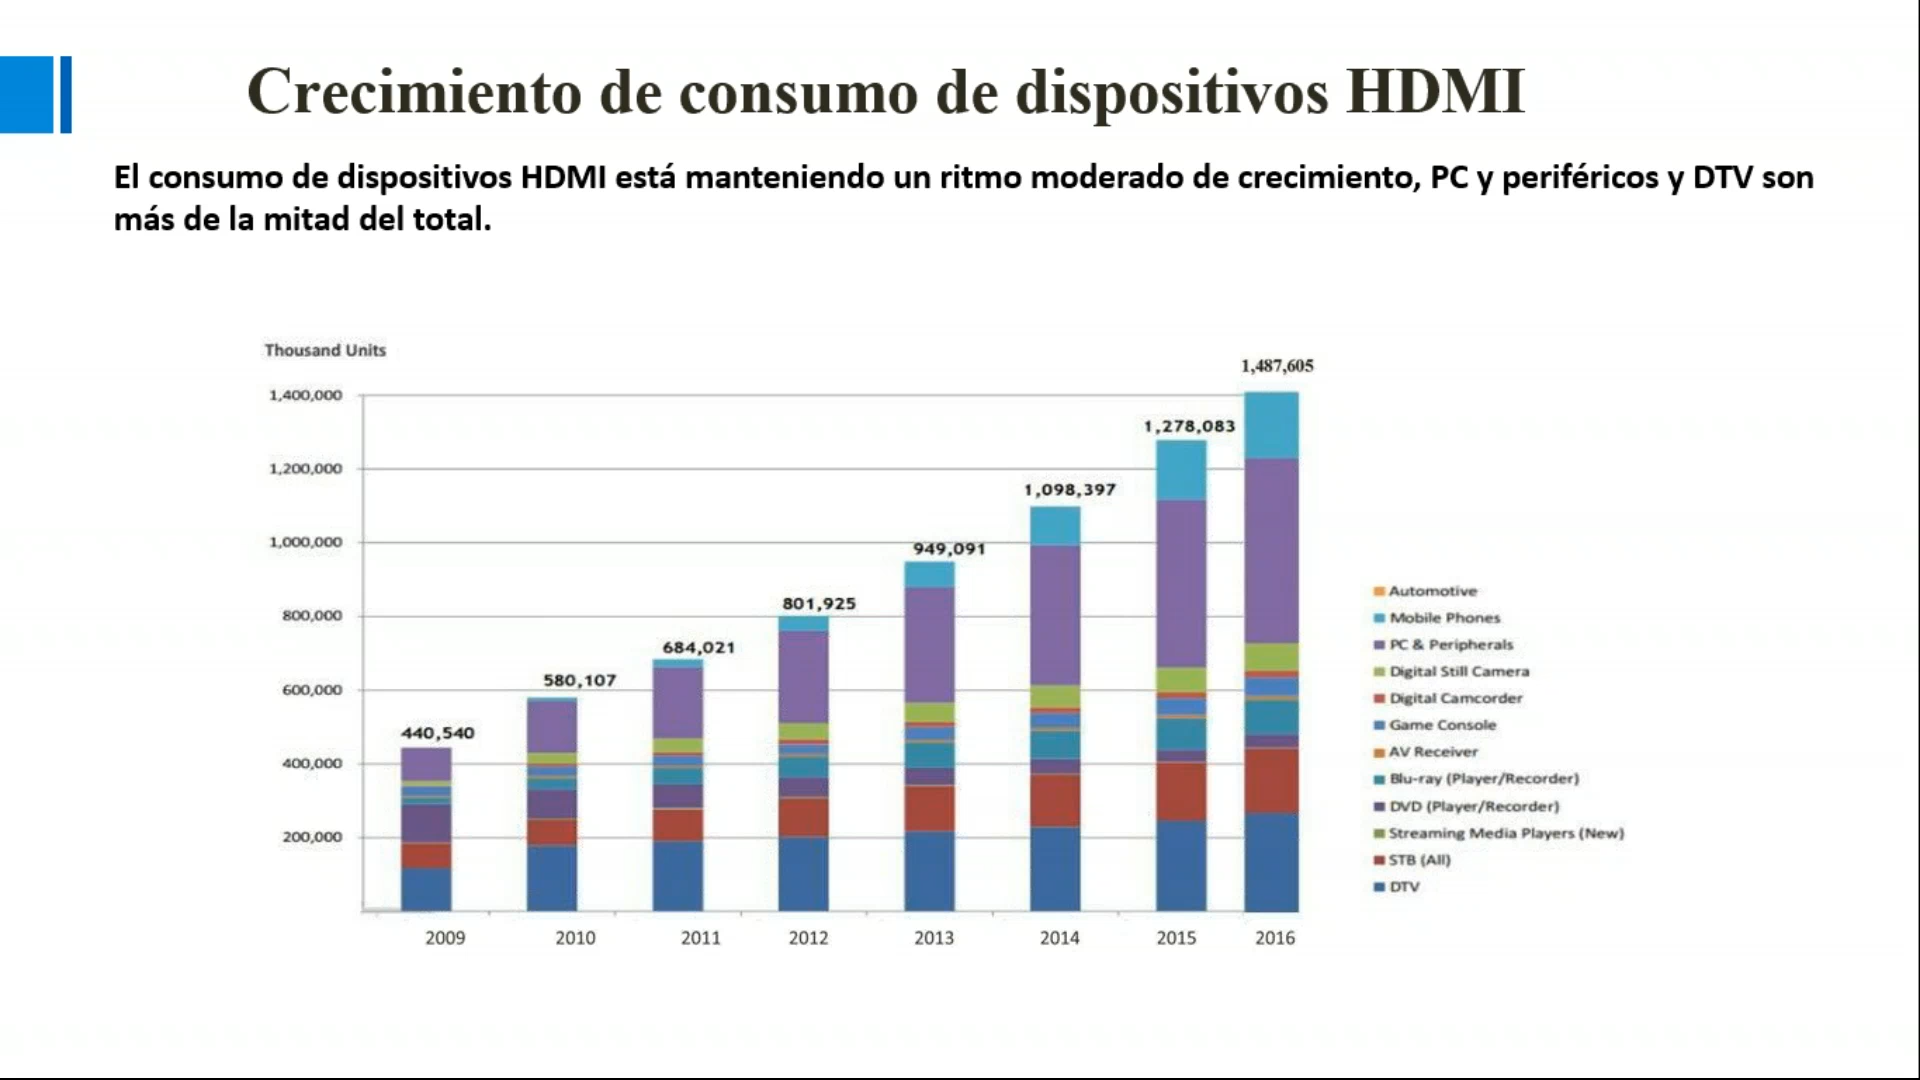 Crecimiento de consumo de dispositivos HDMI
El consumo de dispositivos HDMI está manteniendo un ritmo moderado de crecimiento, PC y periféricos y DTV son
más de la mitad del total.
Thousand Units
1,487,605
1,400,000
1,278,083
1,200,000
1,098,397
1,000,000
949,091
801,925
800,000
684,021
580,107
600,000
440,540
400,000
200,000
Automotive
Mobile Phones
PC & Peripherals
Digital Still Camera
Digital Camcorder
Game Console
AV Receiver
Blu-ray (Player/Recorder)
DVD (Player/Recorder)
Streaming Media Players (New)
STB (All)
DTV
2009 2010 2011 2012 2013 2014 2015 2016